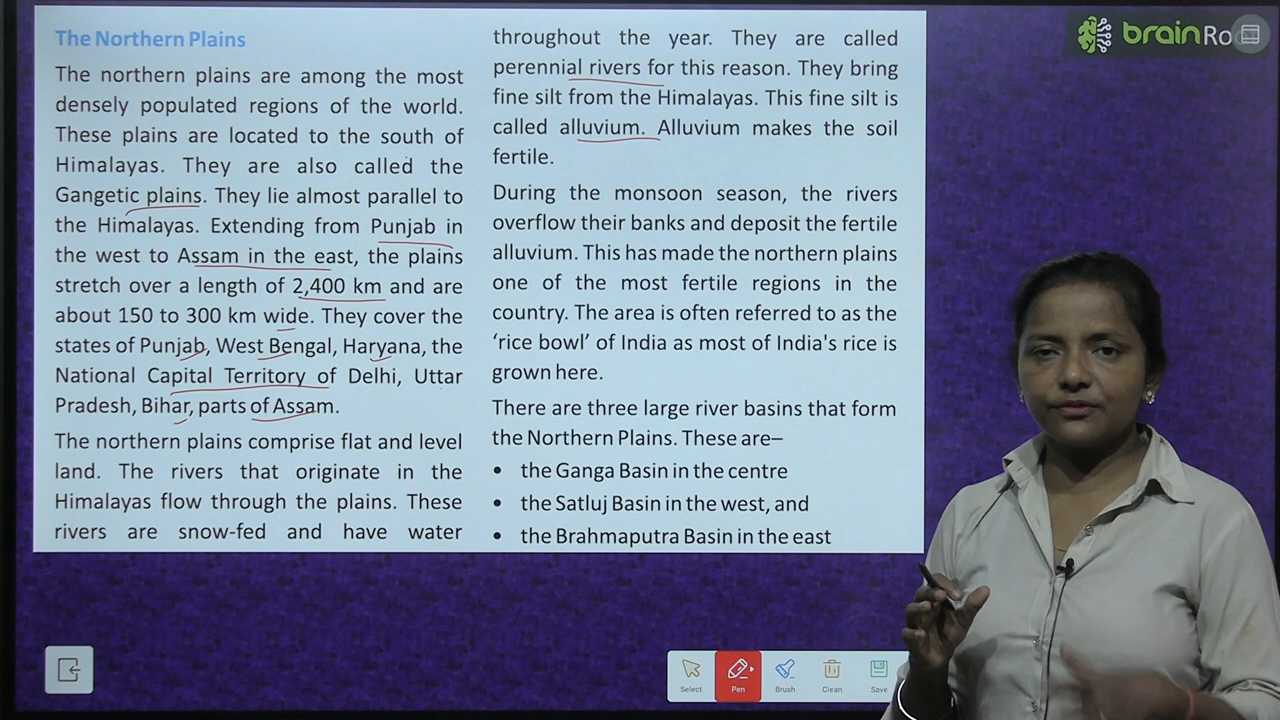 The Northern Plains
The northern plains are among the most
densely populated regions of the world.
These plains are located to the south of
Himalayas. They are also called the
Gangetic plains. They lie almost parallel to
the Himalayas. Extending from Punjab in
the west to Assam in the east, the plains
stretch over a length of 2,400 km and are
about 150 to 300 km wide. They cover the
states of Punjab, West Bengal, Haryana, the
National Capital Territory of Delhi, Uttar
Pradesh, Bihar, parts of Assam.
The northern plains comprise flat and level
land. The rivers that originate in the
Himalayas flow through the plains. These
rivers are snow-fed and have water
throughout the year. They are called
perennial rivers for this reason. They bring
fine silt from the Himalayas. This fine silt is
called alluvium. Alluvium makes the soil
fertile.
During the monsoon season, the rivers
overflow their banks and deposit the fertile
alluvium. This has made the northern plains
one of the most fertile regions in the
country. The area is often referred to as the
‘rice bowl’ of India as most of India's rice is
grown here.
There are three large river basins that form
the Northern Plains. These are–
• the Ganga Basin in the centre
• the Satluj Basin in the west, and
• the Brahmaputra Basin in the east
brainRo
Select Pen Brush Clean Save